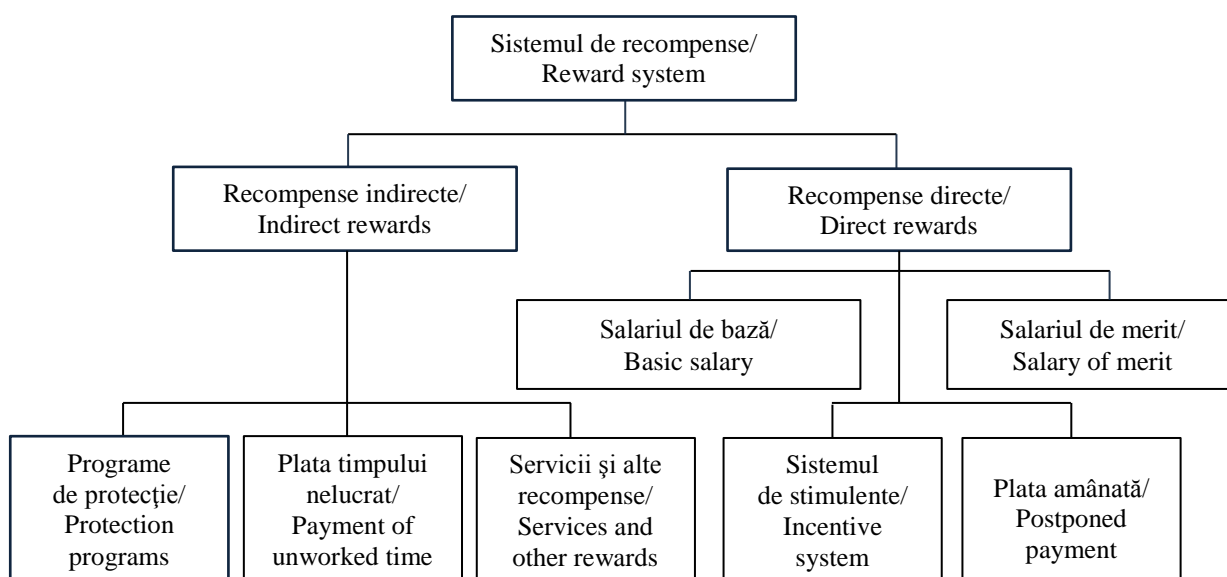 Sistemul de recompense/
Reward system
Recompense indirecte/
Indirect rewards
Recompense directe/
Direct rewards
Salariul de bază/
Basic salary
Salariul de merit/
Salary of merit
Programe
de protecţie/
Protection
programs
Plata timpului
nelucrat/
Payment of
unworked time
Servicii şi alte
recompense/
Services and
other rewards
Sistemul
de stimulente/
Incentive
system
Plata amânată/
Postponed
payment